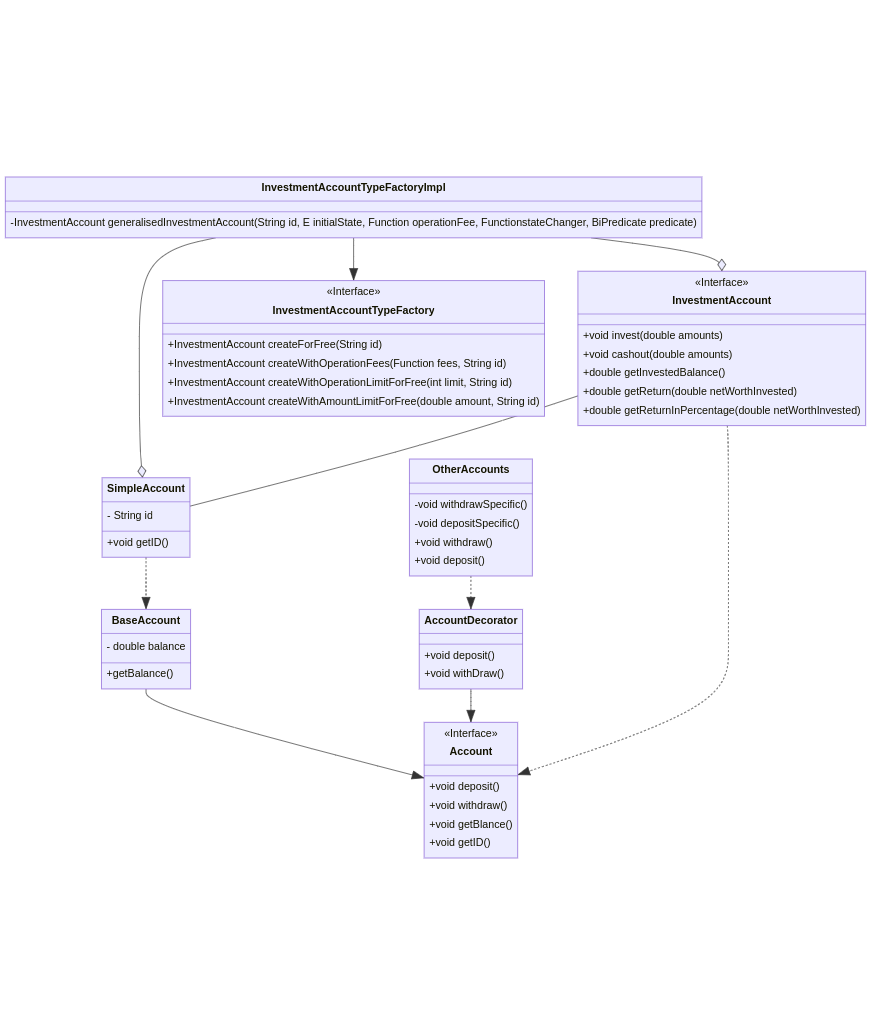 InvestmentAccountTypeFactoryImpl
-InvestmentAccount generalisedInvestmentAccount(String id, E initialState, Function operationFee, FunctionstateChanger, BiPredicate predicate)
«Interface»
InvestmentAccountTypeFactory
+InvestmentAccount createForFree(String id)
+InvestmentAccount createWithOperationFees(Function fees, String id)
+InvestmentAccount createWithOperationLimitForFree(int limit, String id)
+InvestmentAccount createWithAmountLimitForFree(double amount, String id)
«Interface»
InvestmentAccount
+void invest(double amounts)
+void cashout(double amounts)
+double getInvestedBalance()
+double getReturn(double netWorthInvested)
+double getReturnInPercentage(double netWorthInvested)
SimpleAccount
- String id
+void getID()
OtherAccounts
-void withdrawSpecific()
-void depositSpecific()
+void withdraw()
+void deposit()
BaseAccount
- double balance
+getBalance()
AccountDecorator
+void deposit()
+void withDraw()
«Interface»
Account
+void deposit()
+void withdraw()
+void getBlance()
+void getID()